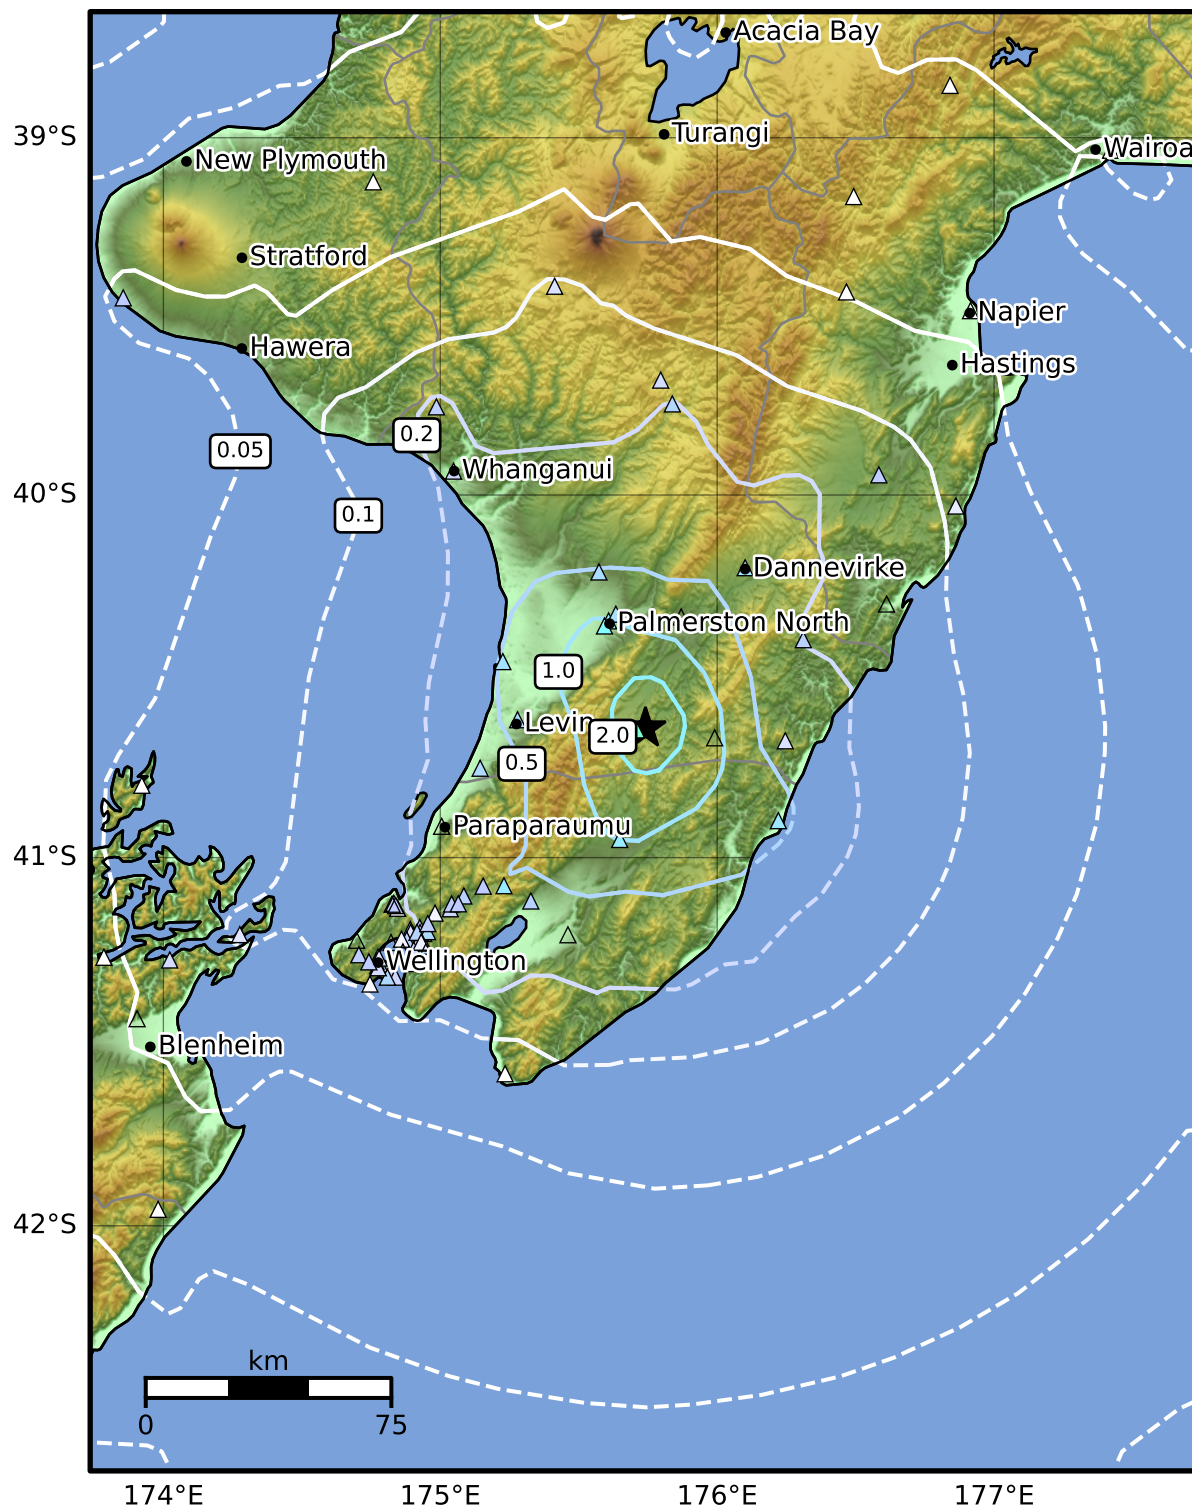 Acacia Bay
39°S
Turangi
Wairoa
New Plymouth
Stratford
Napier
Hawera
Hastings
0.2
0.05
Whanganui
40°S
0.1
Dannevirke
Palmerston North
1.0
Levin
2.0
0.5
Paraparaumu
41°S
Wellington
Blenheim
42°S
km
0 75
174°E 175°E 176°E 177°E